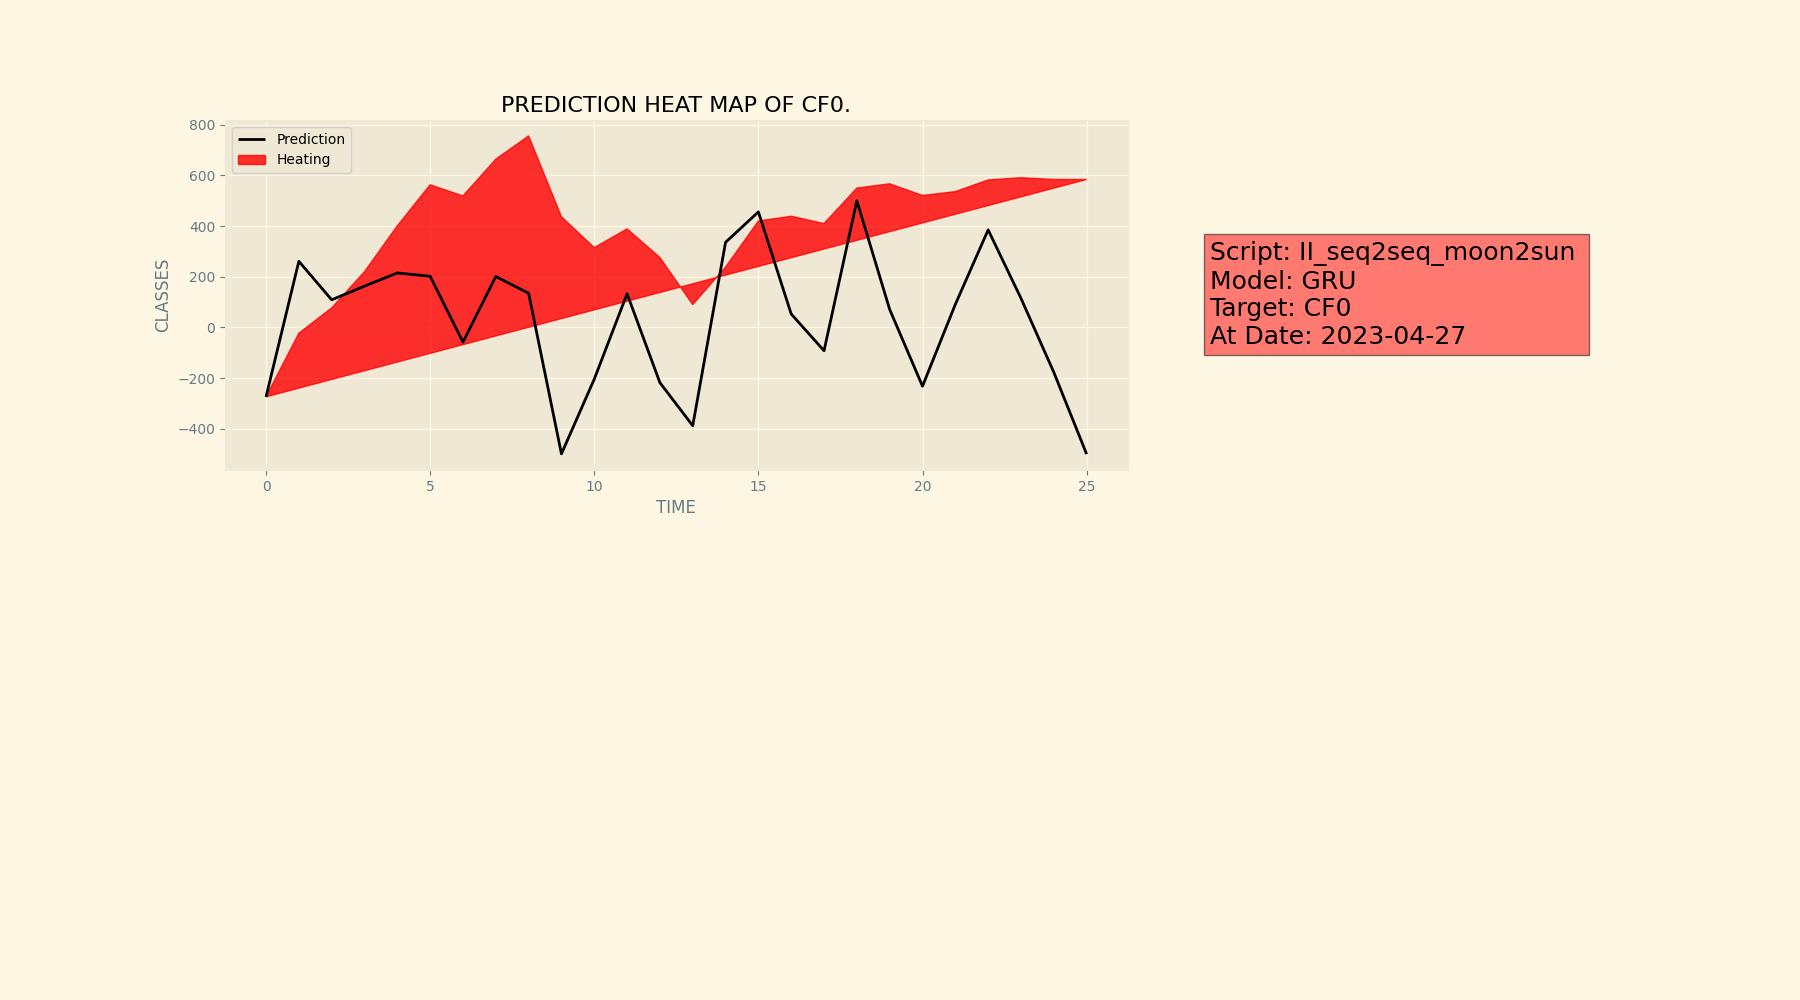 PREDICTION HEAT MAP OF CF0.
800
600
400
200
0
−200
−400
CLASSES
Prediction
Heating
0 5 10 15 20 25
TIME
Script: II_seq2seq_moon2sun
Model: GRU
Target: CF0
At Date: 2023-04-27